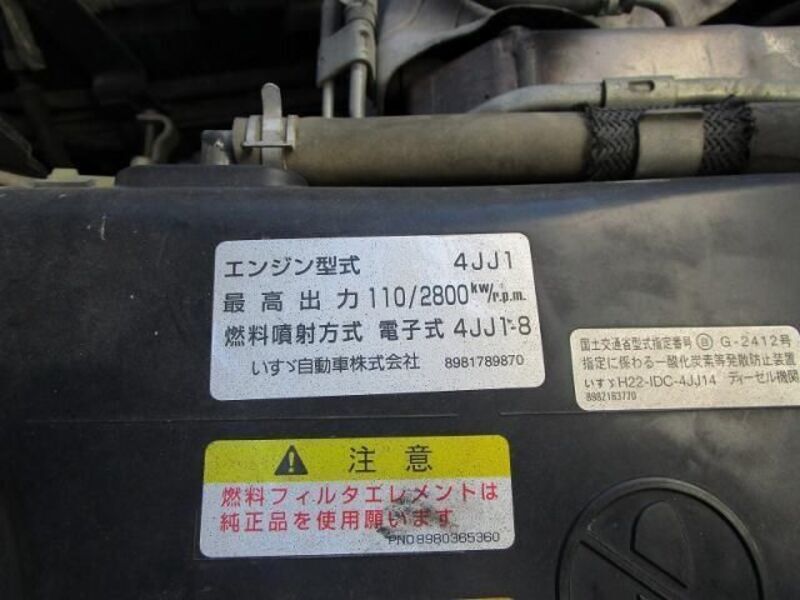 エンジン型式 4JJ1
最高出力 110/2800kw/r.p.m.
燃料噴射方式 電子式 4JJ1-8
いすゞ自動車株式会社 8981789870
国土交通省型式指定番号 Ⓑ G-2412号
指定に係わる一酸化炭素等発散防止装置
いすゞH22-IDC-4JJ14 ディーゼル機関
8982183770
注意
燃料フィルタエレメントは
純正品を使用願います
PNO8980365360